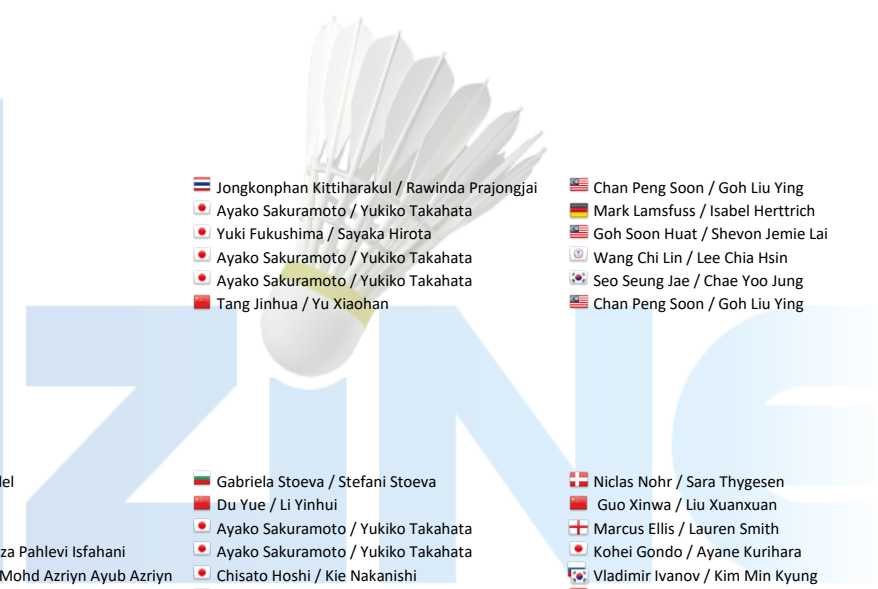 Jongkonphan Kittiharakul / Rawinda Prajongjai Chan Peng Soon / Goh Liu Ying
Ayako Sakuramoto / Yukiko Takahata Mark Lamsfuss / Isabel Herttrich
Yuki Fukushima / Sayaka Hirota Goh Soon Huat / Shevon Jemie Lai
Ayako Sakuramoto / Yukiko Takahata Wang Chi Lin / Lee Chia Hsin
Ayako Sakuramoto / Yukiko Takahata Seo Seung Jae / Chae Yoo Jung
Tang Jinhua / Yu Xiaohan Chan Peng Soon / Goh Liu Ying
del Gabriela Stoeva / Stefani Stoeva Niclas Nohr / Sara Thygesen
Du Yue / Li Yinhui Guo Xinwa / Liu Xuanxuan
Ayako Sakuramoto / Yukiko Takahata Marcus Ellis / Lauren Smith
za Pahlevi Isfahani Ayako Sakuramoto / Yukiko Takahata Kohei Gondo / Ayane Kurihara
Mohd Azriyn Ayub Azriyn Chisato Hoshi / Kie Nakanishi Vladimir Ivanov / Kim Min Kyung
ZiNE